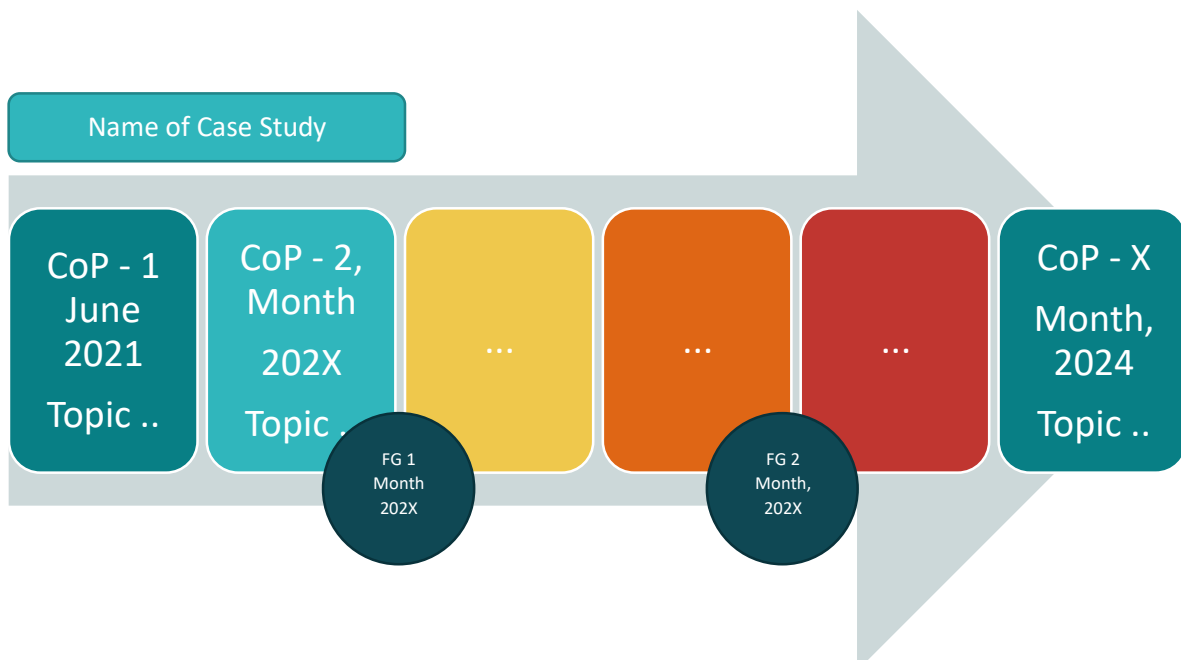 Name of Case Study
CoP - 1
June
2021
Topic ..
CoP - 2,
Month
202X
Topic ..
...
...
...
CoP - X
Month,
2024
Topic ..
FG 1
Month
202X
FG 2
Month,
202X